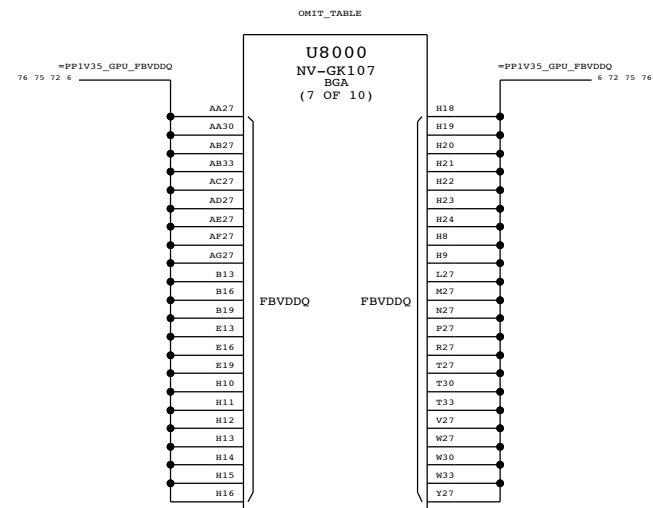 OMIT_TABLE
U8000
NV-GK107
BGA
(7 OF 10)
=PP1V35_GPU_FBVDDQ
76 75 72 6
=PP1V35_GPU_FBVDDQ
6 72 75 76
AA27
AA30
AB27
AB33
AC27
AD27
AE27
AF27
AG27
B13
B16
B19
E13
E16
E19
H10
H11
H12
H13
H14
H15
H16
FBVDDQ
FBVDDQ
H18
H19
H20
H21
H22
H23
H24
H8
H9
L27
M27
N27
P27
R27
T27
T30
T33
V27
W27
W30
W33
Y27